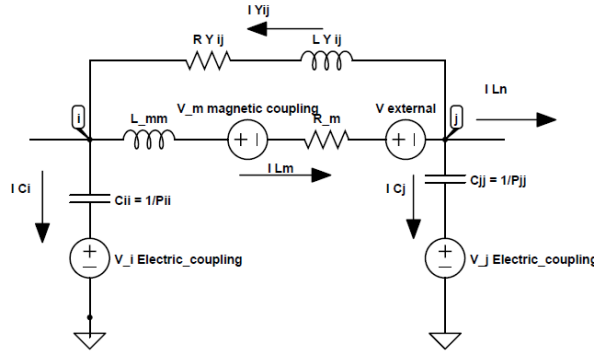 I Yij
R Y ij
L Y ij
I Ln
i
L_mm
V_m magnetic coupling
R_m
V external
j
I Lm
I Ci
Cii = 1/Pii
I Cj
Cjj = 1/Pjj
V_i Electric_coupling
V_j Electric_coupling